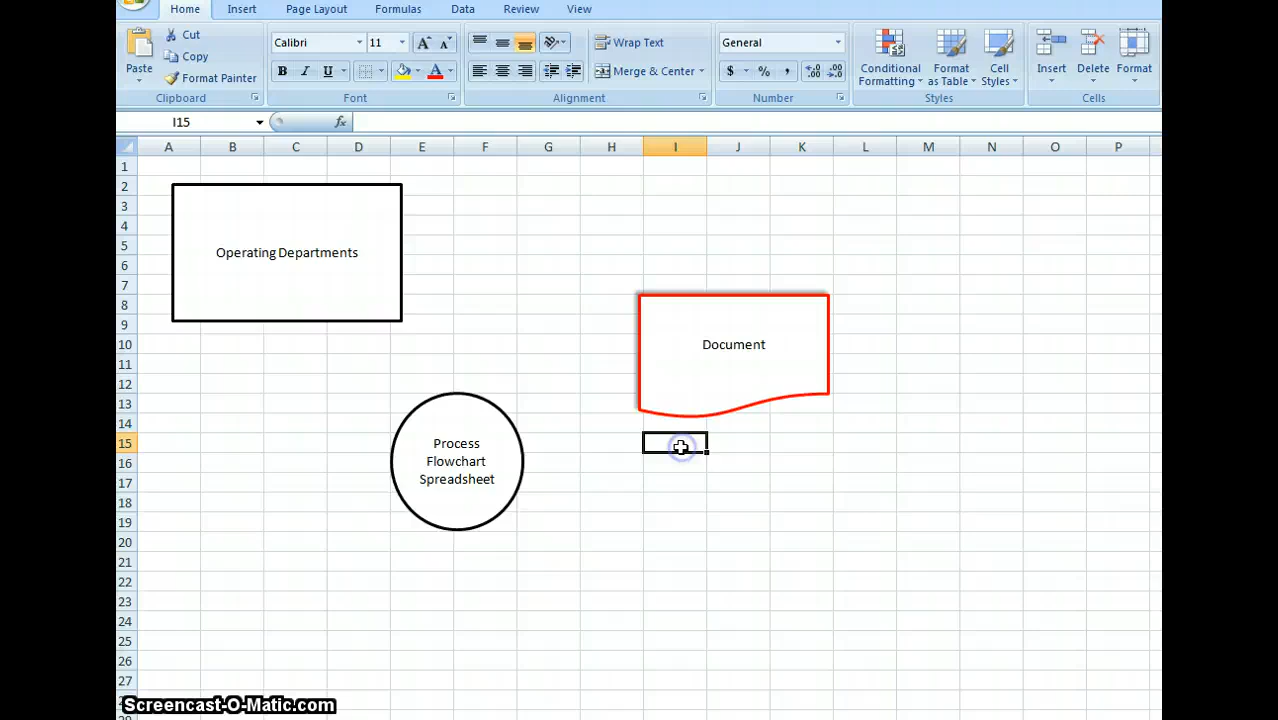 Home Insert Page Layout Formulas Data Review View
Paste
Cut
Copy
Format Painter
Clipboard
Calibri 11 A A
B I U A
Font
Wrap Text
Merge & Center
Alignment
General
$ % , .00 .0
Number
Conditional Formatting
Format as Table
Cell Styles
Styles
Insert Delete Format
Cells
I15 fx
A B C D E F G H I J K L M N O P
1
2
3
4
5
6
7
8
9
10
11
12
13
14
15
16
17
18
19
20
21
22
23
24
25
26
27
Operating Departments
Document
Process
Flowchart
Spreadsheet
Screencast-O-Matic.com